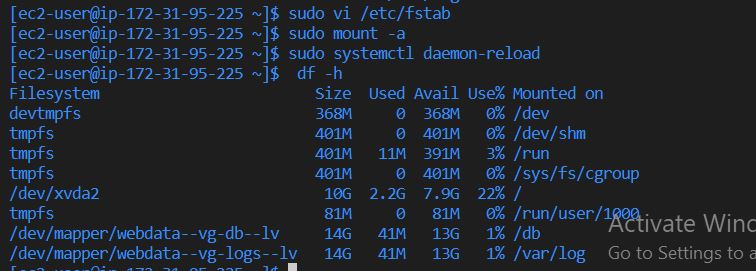 [ec2-user@ip-172-31-95-225 ~]$ sudo vi /etc/fstab
[ec2-user@ip-172-31-95-225 ~]$ sudo mount -a
[ec2-user@ip-172-31-95-225 ~]$ sudo systemctl daemon-reload
[ec2-user@ip-172-31-95-225 ~]$  df -h
Filesystem                        Size  Used Avail Use% Mounted on
devtmpfs                          368M     0  368M   0% /dev
tmpfs                             401M     0  401M   0% /dev/shm
tmpfs                             401M   11M  391M   3% /run
tmpfs                             401M     0  401M   0% /sys/fs/cgroup
/dev/xvda2                         10G  2.2G  7.9G  22% /
tmpfs                              81M     0   81M   0% /run/user/1000
/dev/mapper/webdata--vg-db--lv     14G   41M   13G   1% /db
/dev/mapper/webdata--vg-logs--lv   14G   41M   13G   1% /var/log
Activate Wind
Go to Settings to a